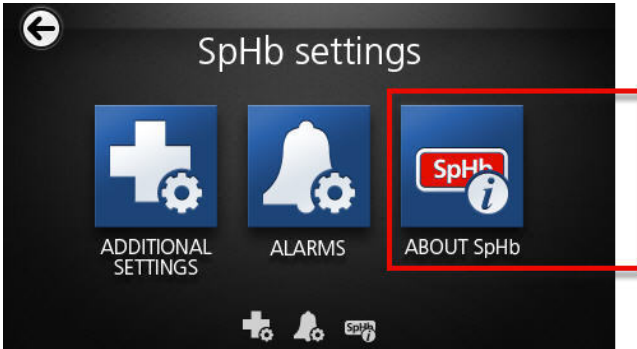 SpHb settings
SpHb
i
ADDITIONAL
SETTINGS
ALARMS
ABOUT SpHb
SpHb
i